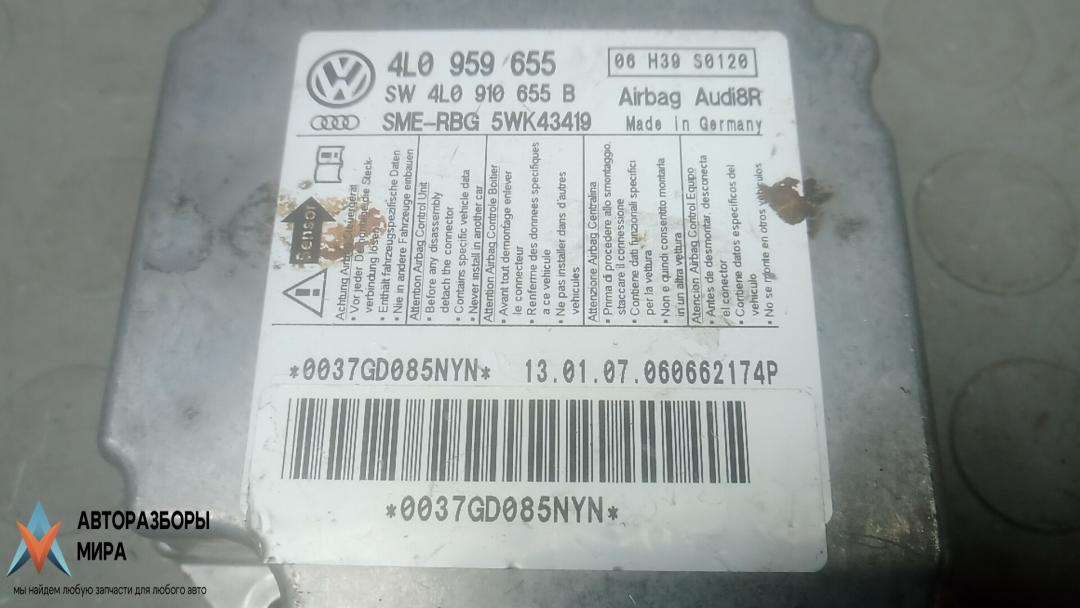 4L0 959 655
06 H39 S0120
SW 4L0 910 655 B
Airbag Audi8R
SME-RBG 5WK43419
Made in Germany
Sensor
Achtung Airbag
• Vor jeder Demontage die Steck-
verbindung lösen
• Enthält fahrzeugspezifische Daten
• Nie in andere Fahrzeuge einbauen
Attention Airbag Control Unit
• Before any disassembly
detach the connector
• Contains specific vehicle data
• Never install in another car
Attention Airbag Controle Boitier
• Avant tout demontage enlever
le connecteur
• Renferme des donnees specifiques
a ce vehicule
• Ne pas installer dans d'autres
vehicules
Attenzione Airbag Centralina
• Prima di procedere allo smontaggio,
staccare il connessione
• Contiene dati funzionali specifici
per la vettura
• Non e quindi consentito montarla
in un altra vettura
Atencion Airbag Control Equipo
• Antes de desmontar, desconecta
el conector
• Contiene datos especificos del
vehiculo
• No se monte en otros vehiculos
*0037GD085NYN*
13.01.07.060662174P
*0037GD085NYN*
АВТОРАЗБОРЫ
МИРА
мы найдем любую запчасти для любого авто